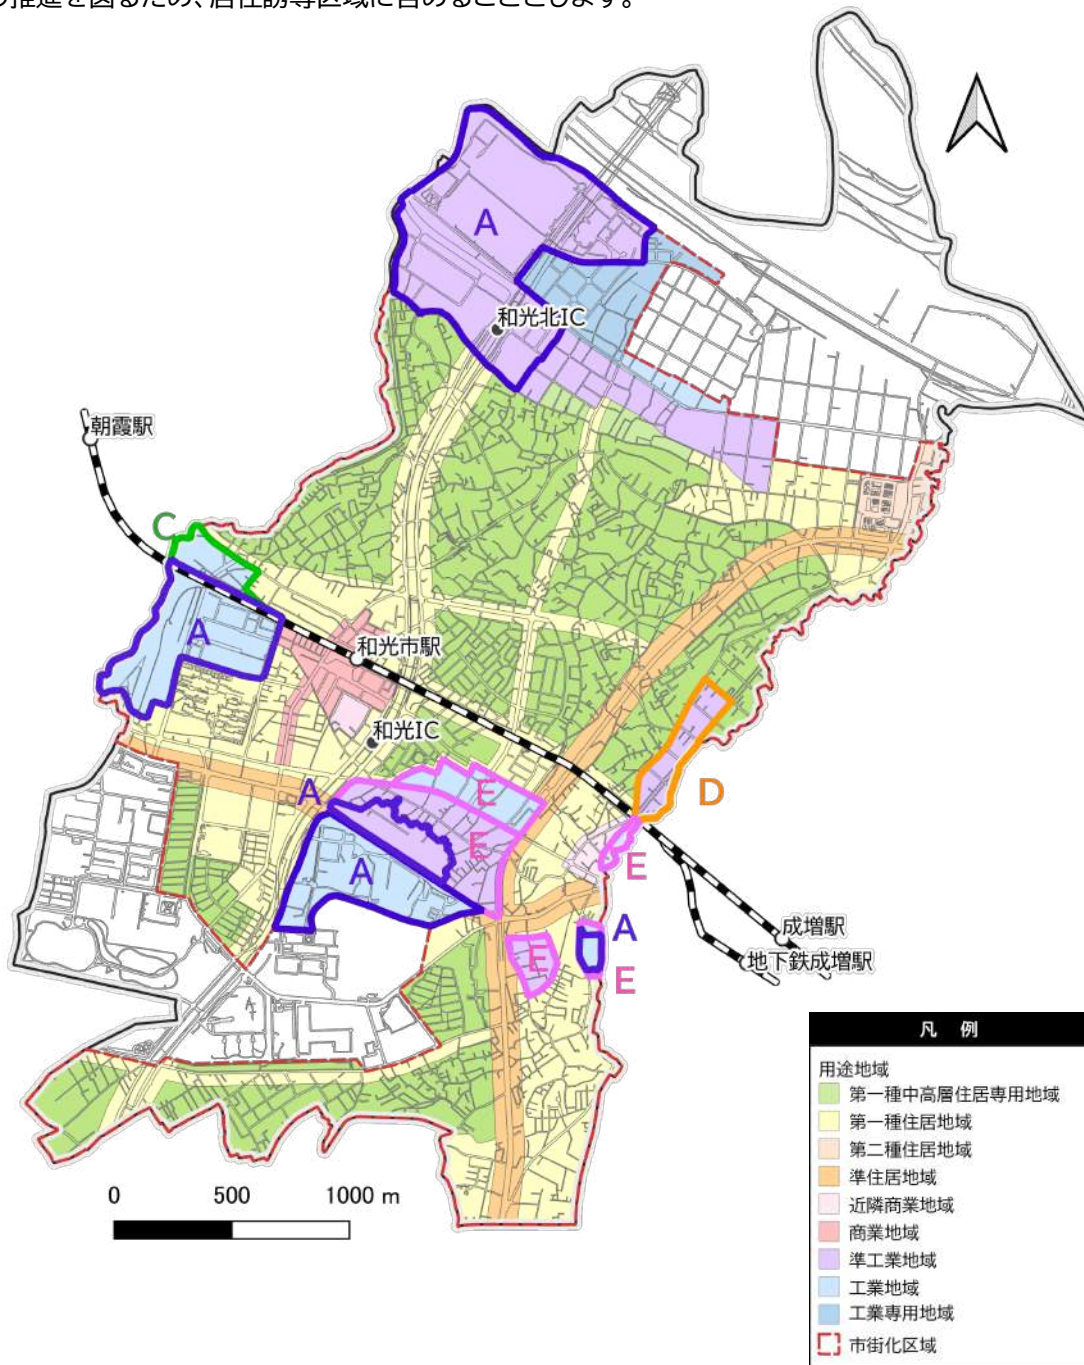 の推進を図るため、居住誘導区域に含めることとします。
A
和光北IC
朝霞駅
C
A
和光市駅
和光IC
D
A
E
E
A
E
A
E
E
成増駅
地下鉄成増駅
0 500 1000 m
凡 例
用途地域
第一種中高層住居専用地域
第一種住居地域
第二種住居地域
準住居地域
近隣商業地域
商業地域
準工業地域
工業地域
工業専用地域
市街化区域